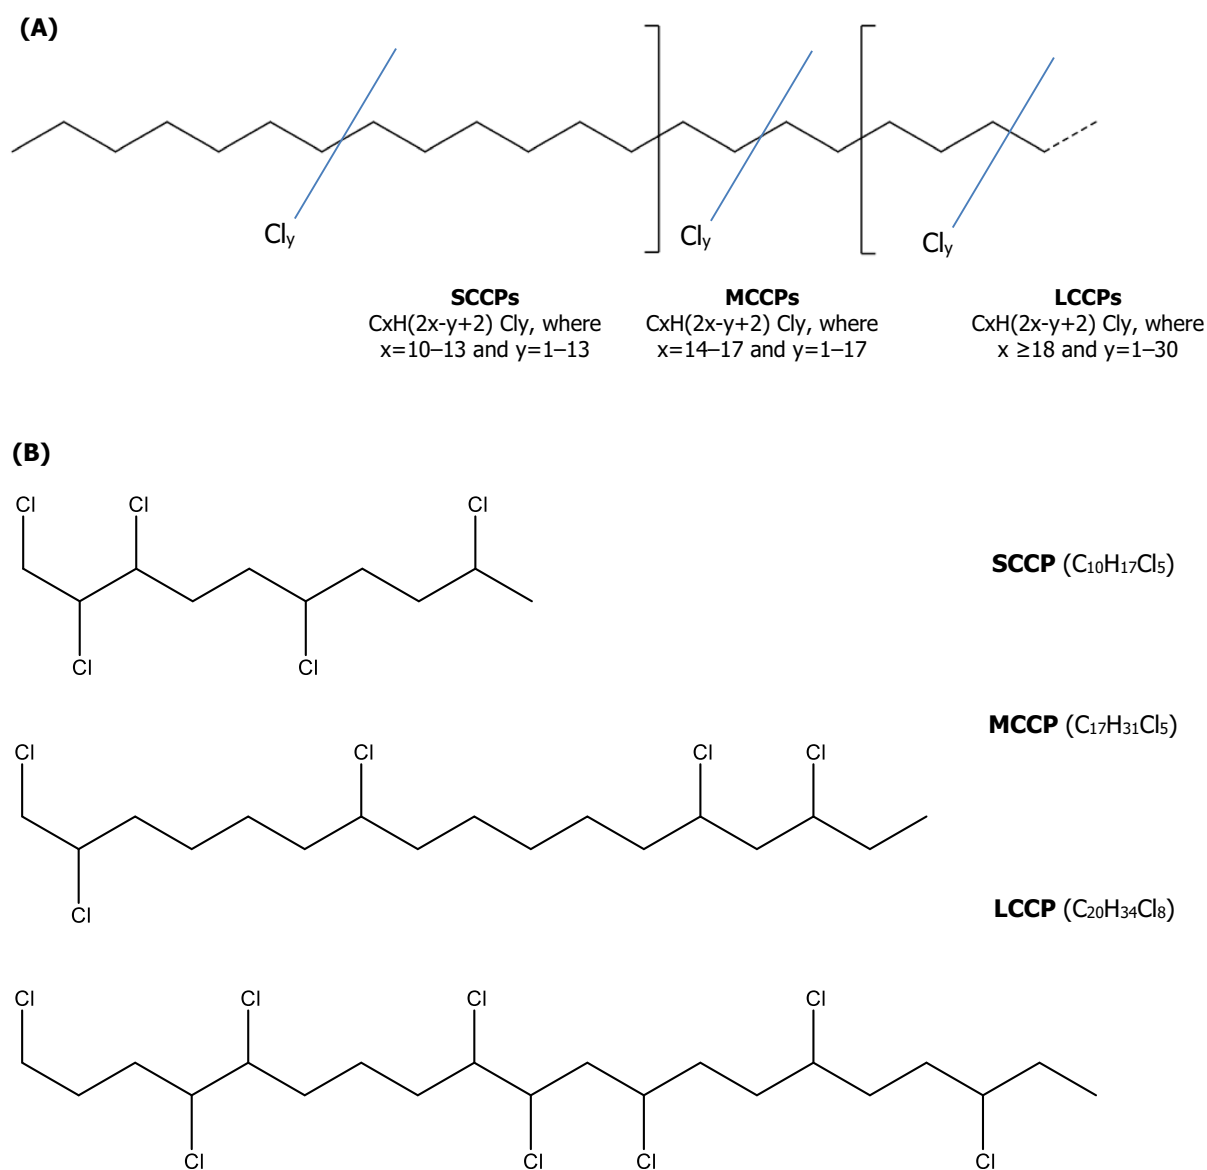 (A)
Cly
Cly
Cly
SCCPs
CxH(2x-y+2) Cly, where
x=10–13 and y=1–13
MCCPs
CxH(2x-y+2) Cly, where
x=14–17 and y=1–17
LCCPs
CxH(2x-y+2) Cly, where
x ≥18 and y=1–30
(B)
Cl
Cl
Cl
Cl
Cl
SCCP (C₁₀H₁₇Cl₅)
MCCP (C₁₇H₃₁Cl₅)
Cl
Cl
Cl
Cl
Cl
LCCP (C₂₀H₃₄Cl₈)
Cl
Cl
Cl
Cl
Cl
Cl
Cl
Cl